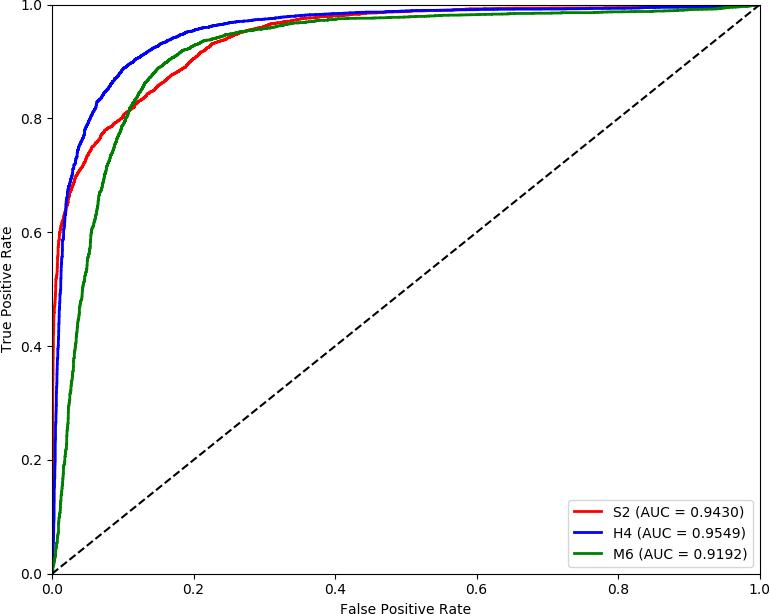 1.0
0.8
0.6
0.4
0.2
0.0
True Positive Rate
S2 (AUC = 0.9430)
H4 (AUC = 0.9549)
M6 (AUC = 0.9192)
0.0 0.2 0.4 0.6 0.8 1.0
False Positive Rate